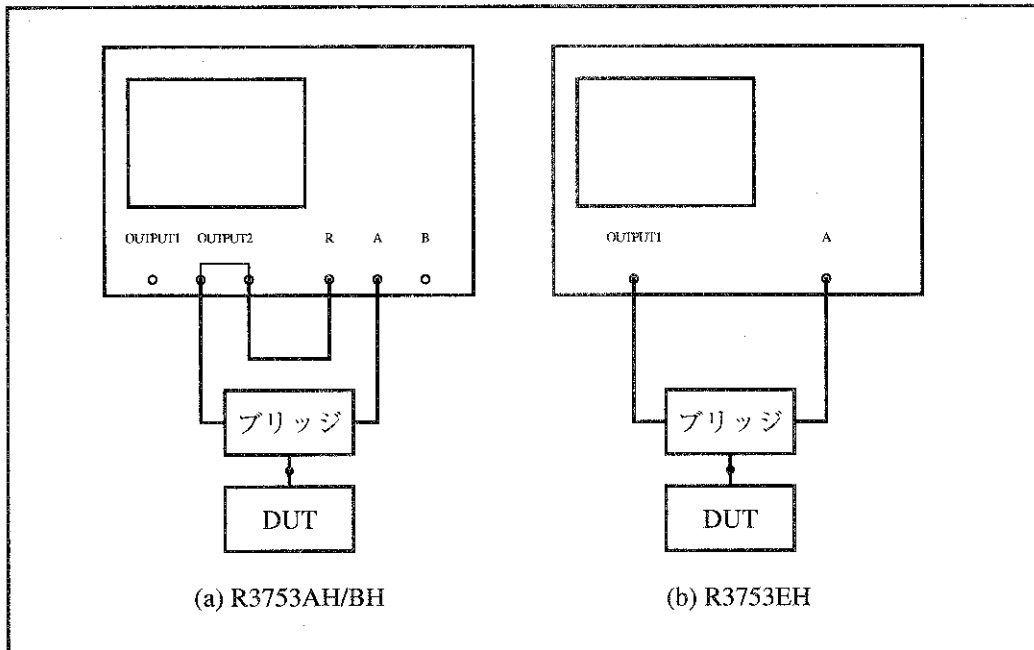 OUTPUT1 OUTPUT2 R A B
ブリッジ
DUT
(a) R3753AH/BH
OUTPUT1 A
ブリッジ
DUT
(b) R3753EH